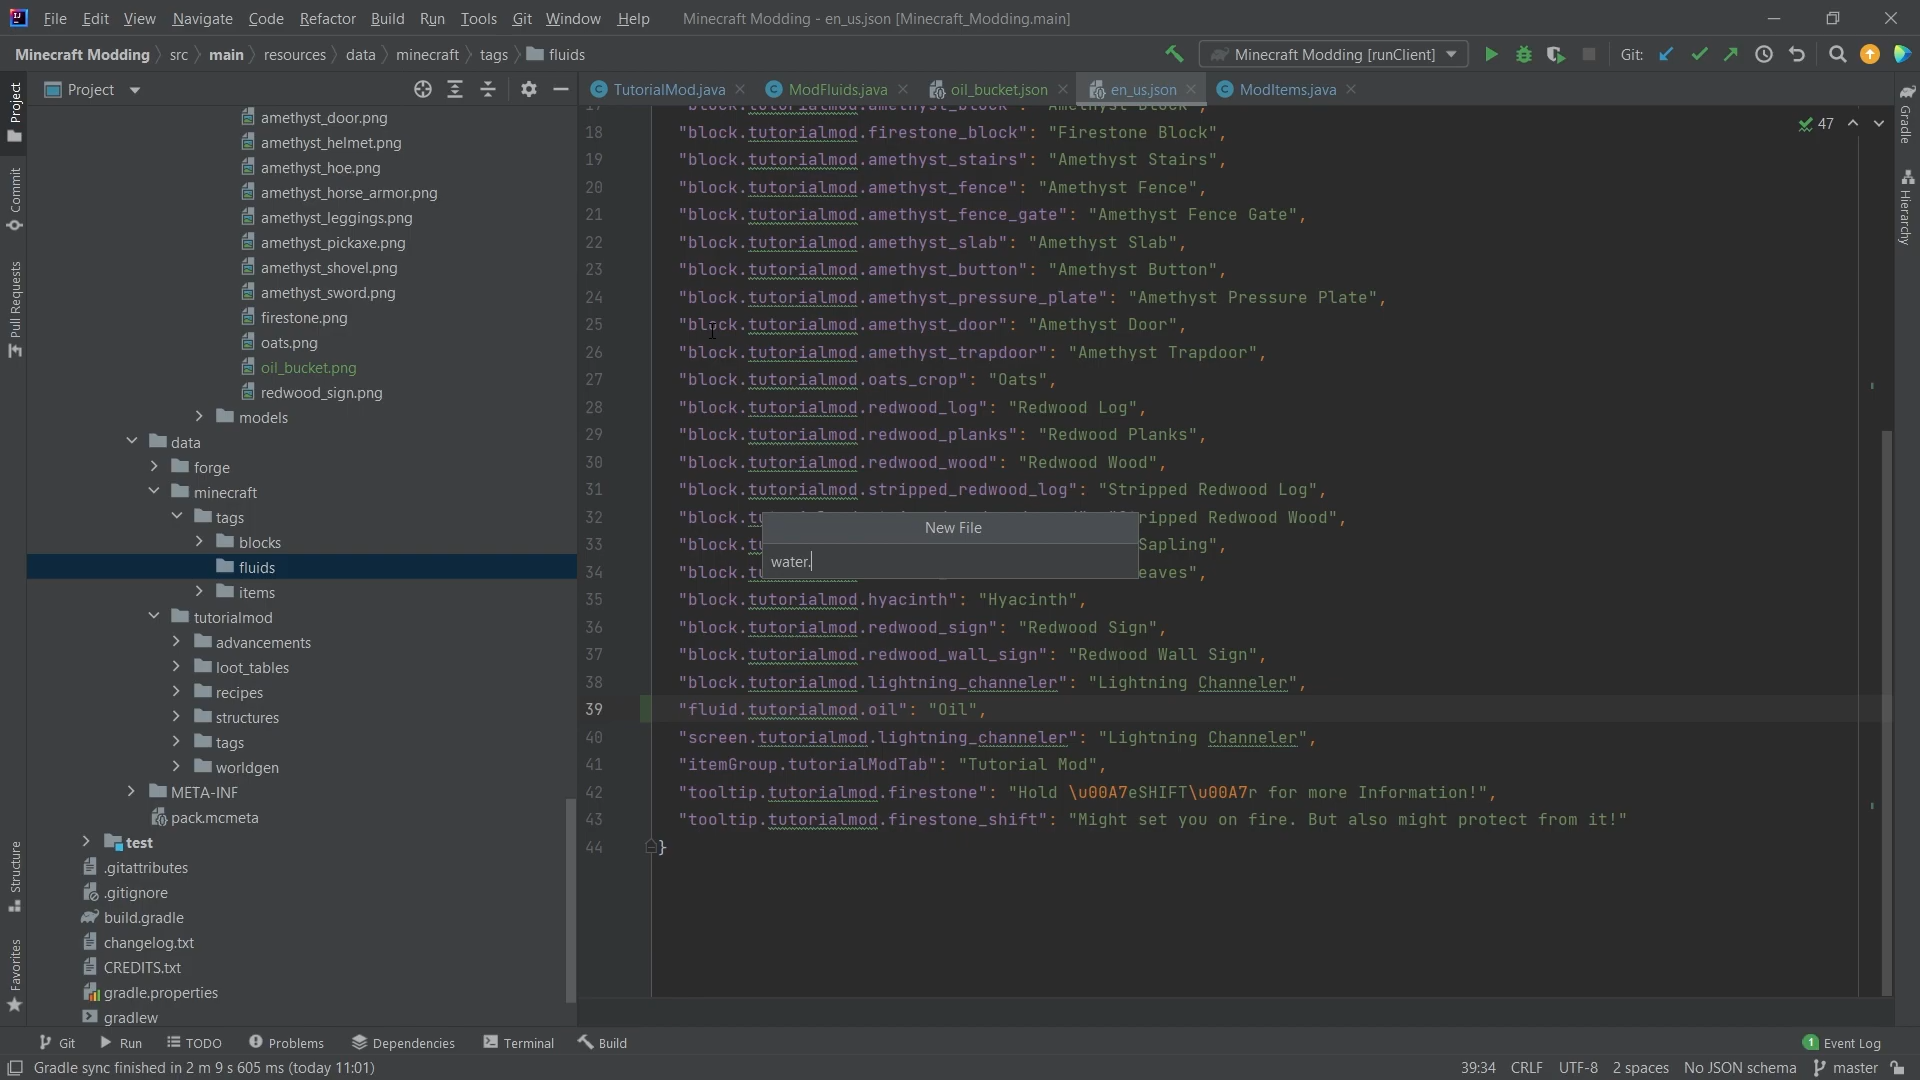 File Edit View Navigate Code Refactor Build Run Tools Git Window Help Minecraft Modding - en_us.json [Minecraft_Modding.main]
Minecraft Modding src main resources data minecraft tags fluids Minecraft Modding [runClient] Git:
Project TutorialMod.java ModFluids.java oil_bucket.json en_us.json ModItems.java
Project
Commit
Pull Requests
Structure
Favorites
amethyst_door.png
amethyst_helmet.png
amethyst_hoe.png
amethyst_horse_armor.png
amethyst_leggings.png
amethyst_pickaxe.png
amethyst_shovel.png
amethyst_sword.png
firestone.png
oats.png
oil_bucket.png
redwood_sign.png
models
data
forge
minecraft
tags
blocks
fluids
items
tutorialmod
advancements
loot_tables
recipes
structures
tags
worldgen
META-INF
pack.mcmeta
test
.gitattributes
.gitignore
build.gradle
changelog.txt
CREDITS.txt
gradle.properties
gradlew
47
18 "block.tutorialmod.firestone_block": "Firestone Block",
19 "block.tutorialmod.amethyst_stairs": "Amethyst Stairs",
20 "block.tutorialmod.amethyst_fence": "Amethyst Fence",
21 "block.tutorialmod.amethyst_fence_gate": "Amethyst Fence Gate",
22 "block.tutorialmod.amethyst_slab": "Amethyst Slab",
23 "block.tutorialmod.amethyst_button": "Amethyst Button",
24 "block.tutorialmod.amethyst_pressure_plate": "Amethyst Pressure Plate",
25 "block.tutorialmod.amethyst_door": "Amethyst Door",
26 "block.tutorialmod.amethyst_trapdoor": "Amethyst Trapdoor",
27 "block.tutorialmod.oats_crop": "Oats",
28 "block.tutorialmod.redwood_log": "Redwood Log",
29 "block.tutorialmod.redwood_planks": "Redwood Planks",
30 "block.tutorialmod.redwood_wood": "Redwood Wood",
31 "block.tutorialmod.stripped_redwood_log": "Stripped Redwood Log",
32 "block.t ripped Redwood Wood",
New File
33 "block.t Sapling",
water.
34 "block.t eaves",
35 "block.tutorialmod.hyacinth": "Hyacinth",
36 "block.tutorialmod.redwood_sign": "Redwood Sign",
37 "block.tutorialmod.redwood_wall_sign": "Redwood Wall Sign",
38 "block.tutorialmod.lightning_channeler": "Lightning Channeler",
39 "fluid.tutorialmod.oil": "Oil",
40 "screen.tutorialmod.lightning_channeler": "Lightning Channeler",
41 "itemGroup.tutorialModTab": "Tutorial Mod",
42 "tooltip.tutorialmod.firestone": "Hold \u00A7eSHIFT\u00A7r for more Information!",
43 "tooltip.tutorialmod.firestone_shift": "Might set you on fire. But also might protect from it!"
44 }
Gradle
Hierarchy
Git Run TODO Problems Dependencies Terminal Build 1 Event Log
Gradle sync finished in 2 m 9 s 605 ms (today 11:01) 39:34 CRLF UTF-8 2 spaces No JSON schema master